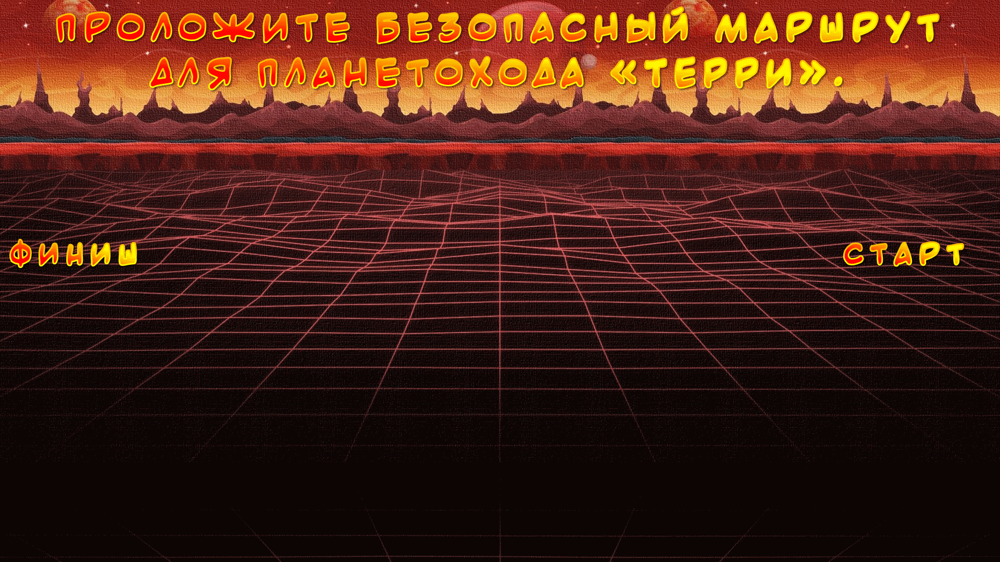 ПРОЛОЖИТЕ БЕЗОПАСНЫЙ МАРШРУТ
ДЛЯ ПЛАНЕТОХОДА «ТЕРРИ».
ФИНИШ
СТАРТ